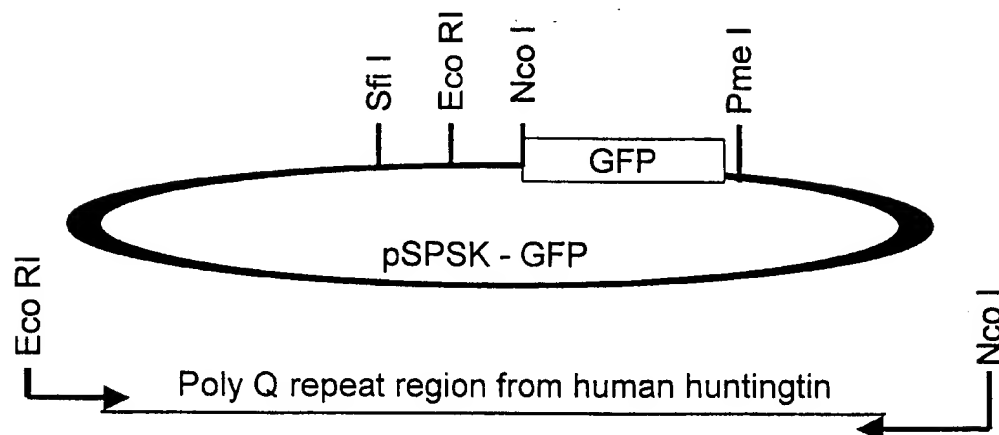 Sfi I
Eco RI
Nco I
Pme I
GFP
pSPSK - GFP
Eco RI
Poly Q repeat region from human huntingtin
Nco I